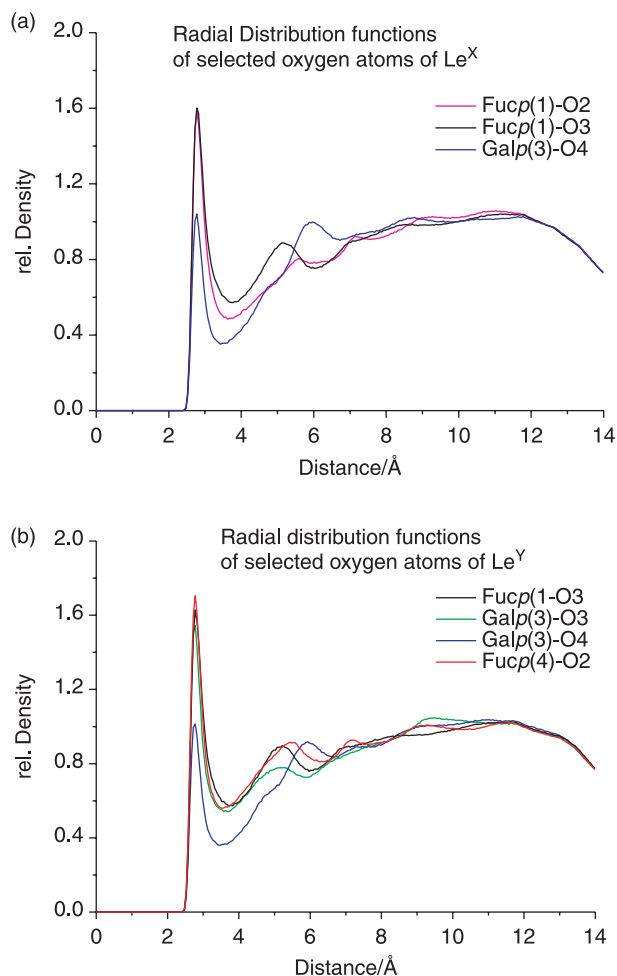 (a)
Radial Distribution functions
of selected oxygen atoms of Le^X
Fucp(1)-O2
Fucp(1)-O3
Galp(3)-O4
2.0
1.6
1.2
0.8
0.4
0.0
rel. Density
0 2 4 6 8 10 12 14
Distance/Å
(b)
Radial distribution functions
of selected oxygen atoms of Le^Y
Fucp(1-O3
Galp(3)-O3
Galp(3)-O4
Fucp(4)-O2
2.0
1.6
1.2
0.8
0.4
0.0
rel. Density
0 2 4 6 8 10 12 14
Distance/Å